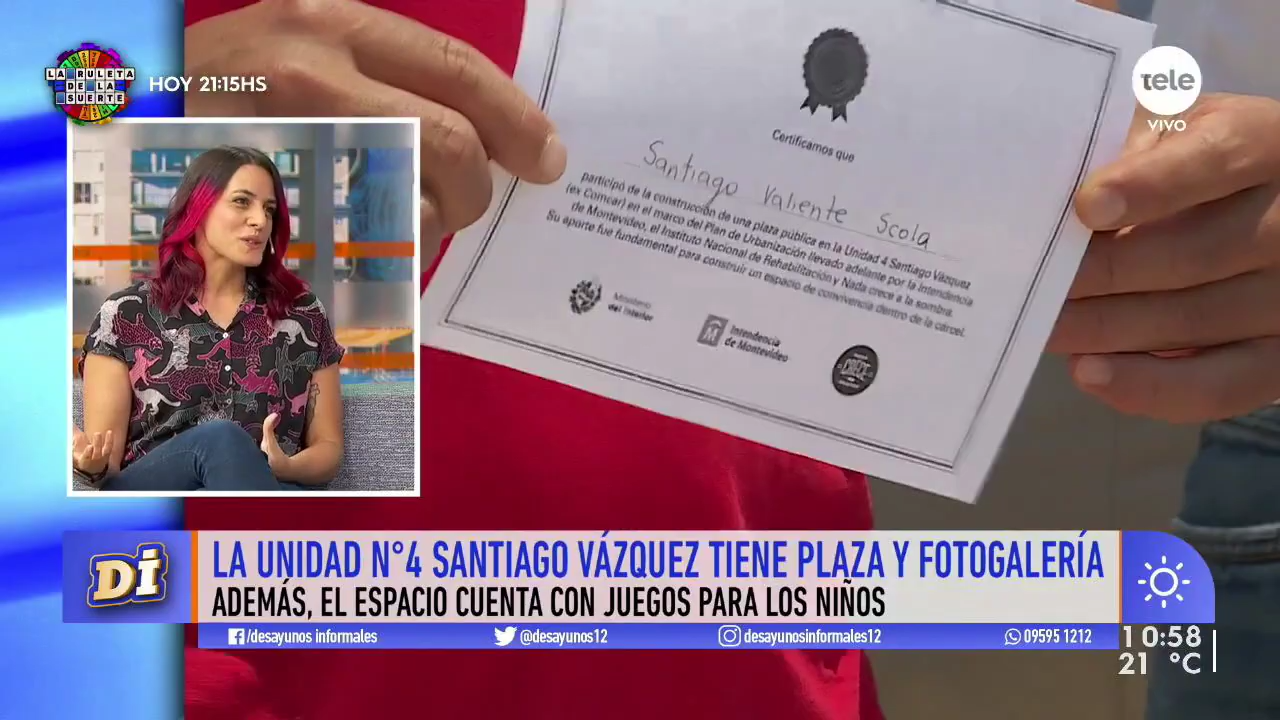 LA RULETA
DE LA
SUERTE
HOY 21:15HS
tele
VIVO
Certificamos que
Santiago Valiente Scola
participó de la construcción de una plaza pública en la Unidad 4 Santiago Vázquez
(ex Comcar) en el marco del Plan de Urbanización llevado adelante por la Intendencia
de Montevideo, el Instituto Nacional de Rehabilitación y Nada crece a la sombra.
Su aporte fue fundamental para construir un espacio de convivencia dentro de la cárcel.
Ministerio
del Interior
Intendencia
de Montevideo
CRECE
Di
LA UNIDAD N°4 SANTIAGO VÁZQUEZ TIENE PLAZA Y FOTOGALERÍA
ADEMÁS, EL ESPACIO CUENTA CON JUEGOS PARA LOS NIÑOS
/desayunos informales
@desayunos12
desayunosinformales12
09595 1212
10:58
21 °C